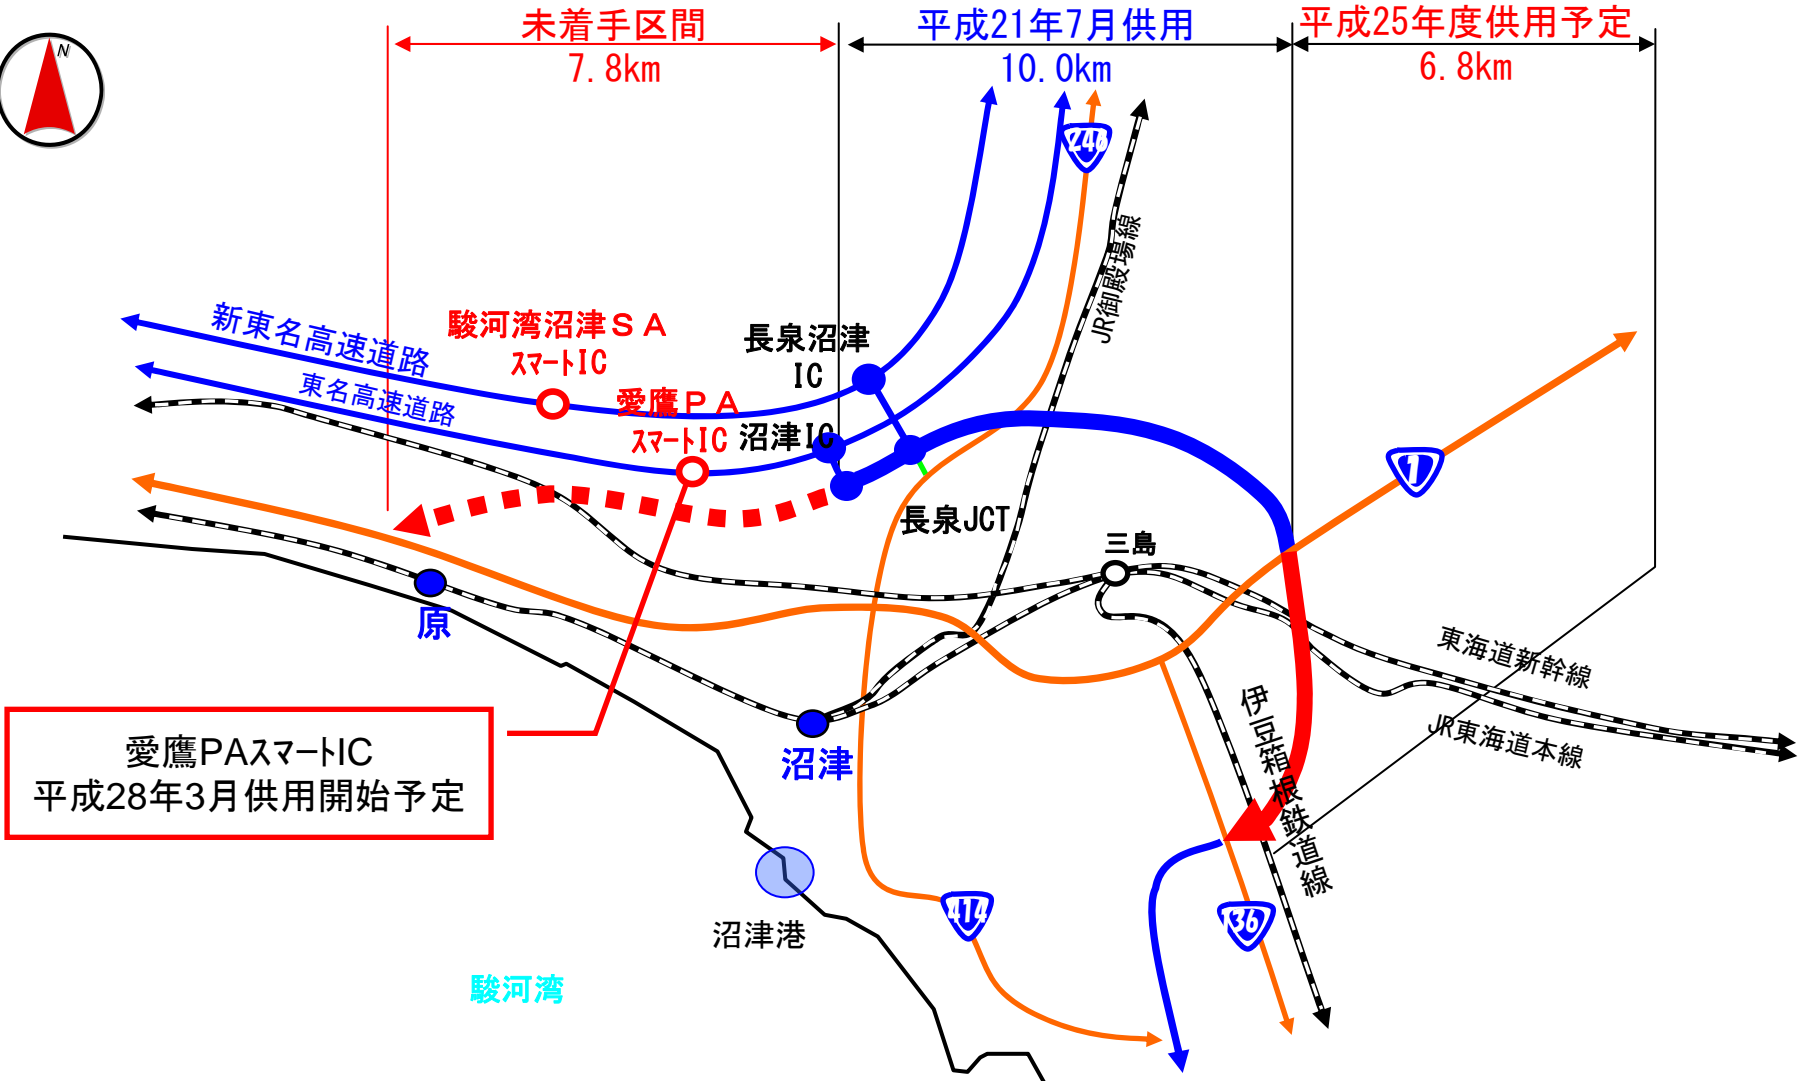 未着手区間
7.8km
平成21年7月供用
10.0km
平成25年度供用予定
6.8km
N
246
JR御殿場線
新東名高速道路
東名高速道路
駿河湾沼津SA
スマートIC
長泉沼津
IC
愛鷹PA
スマートIC
沼津IC
長泉JCT
1
三島
原
沼津
東海道新幹線
JR東海道本線
伊豆箱根鉄道線
愛鷹PAスマートIC
平成28年3月供用開始予定
沼津港
駿河湾
414
136